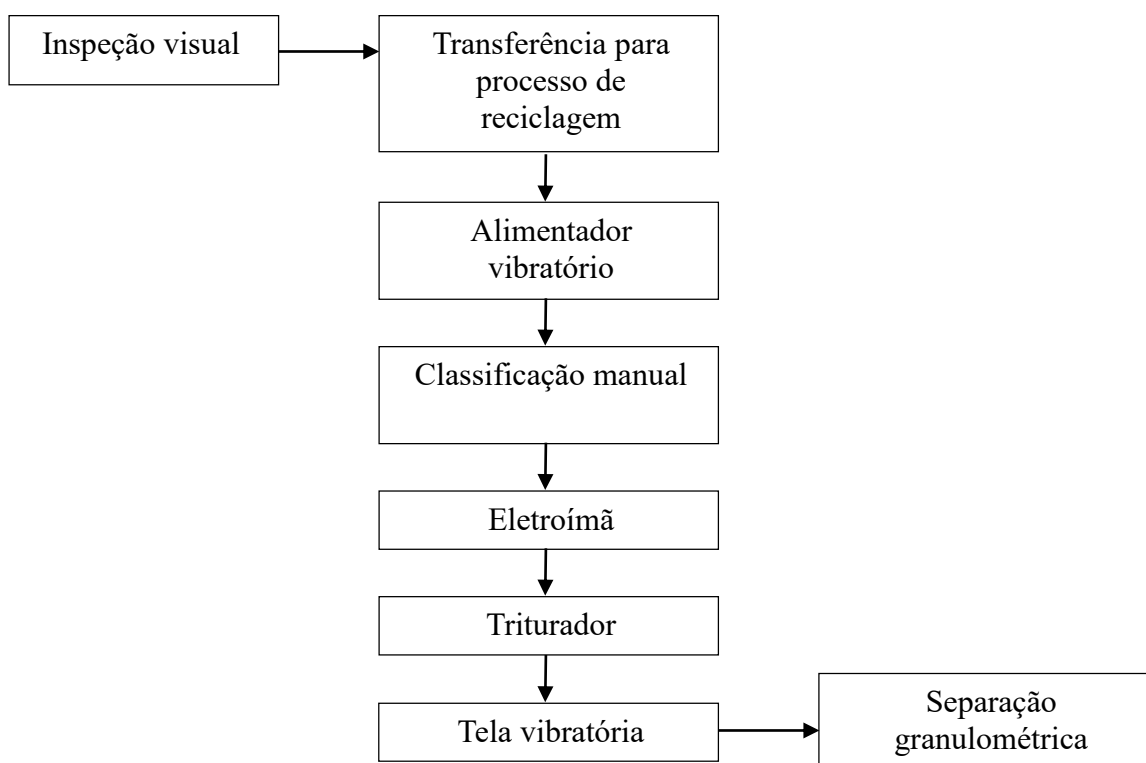 Inspeção visual
Transferência para
processo de
reciclagem
Alimentador
vibratório
Classificação manual
Eletroímã
Triturador
Tela vibratória
Separação
granulométrica